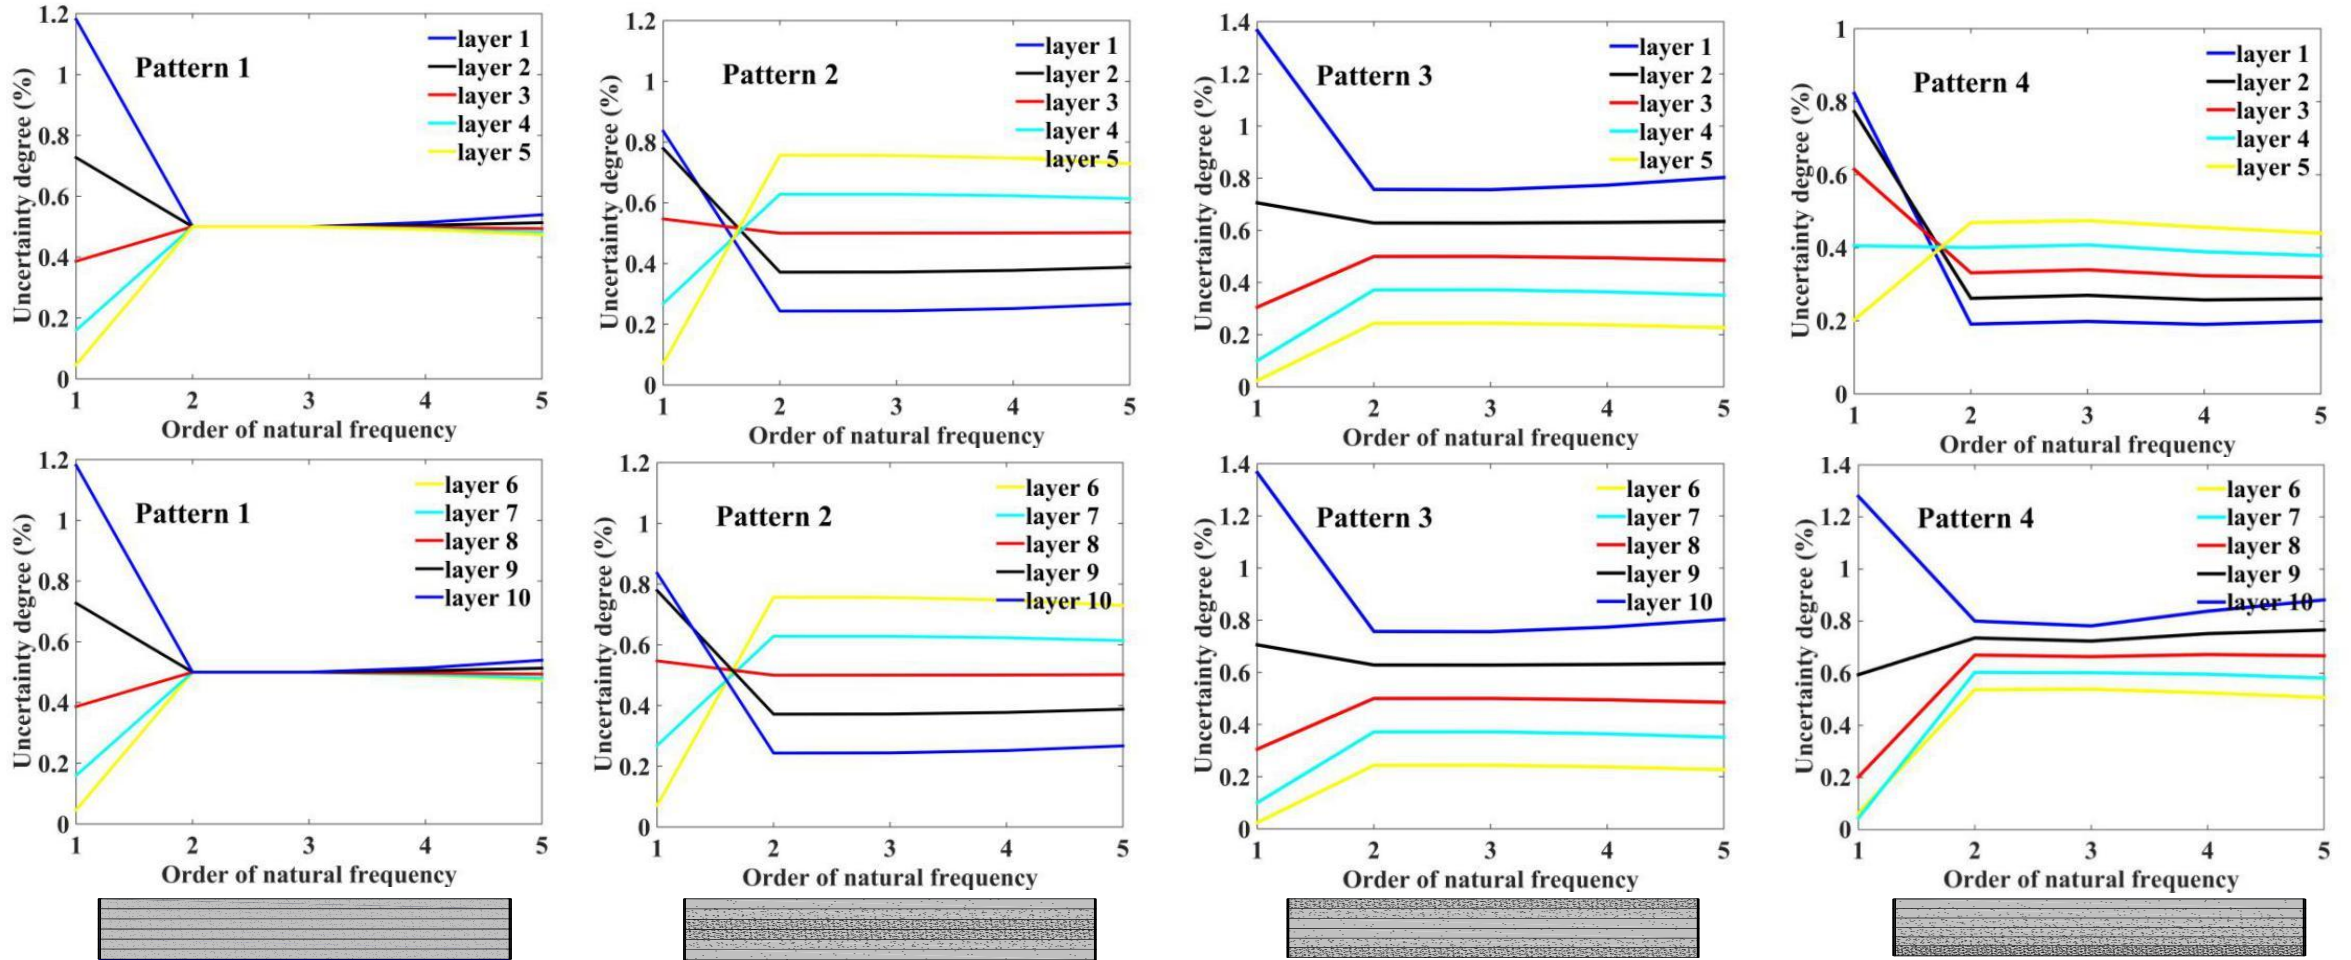 1.2
1
0.8
0.6
0.4
0.2
0
Uncertainty degree (%)
Pattern 1
layer 1
layer 2
layer 3
layer 4
layer 5
1 2 3 4 5
Order of natural frequency
1.2
1
0.8
0.6
0.4
0.2
0
Uncertainty degree (%)
Pattern 2
layer 1
layer 2
layer 3
layer 4
layer 5
1 2 3 4 5
Order of natural frequency
1.4
1.2
1
0.8
0.6
0.4
0.2
0
Uncertainty degree (%)
Pattern 3
layer 1
layer 2
layer 3
layer 4
layer 5
1 2 3 4 5
Order of natural frequency
1
0.8
0.6
0.4
0.2
0
Uncertainty degree (%)
Pattern 4
layer 1
layer 2
layer 3
layer 4
layer 5
1 2 3 4 5
Order of natural frequency
1.2
1
0.8
0.6
0.4
0.2
0
Uncertainty degree (%)
Pattern 1
layer 6
layer 7
layer 8
layer 9
layer 10
1 2 3 4 5
Order of natural frequency
1.2
1
0.8
0.6
0.4
0.2
0
Uncertainty degree (%)
Pattern 2
layer 6
layer 7
layer 8
layer 9
layer 10
1 2 3 4 5
Order of natural frequency
1.4
1.2
1
0.8
0.6
0.4
0.2
0
Uncertainty degree (%)
Pattern 3
layer 6
layer 7
layer 8
layer 9
layer 10
1 2 3 4 5
Order of natural frequency
1.4
1.2
1
0.8
0.6
0.4
0.2
0
Uncertainty degree (%)
Pattern 4
layer 6
layer 7
layer 8
layer 9
layer 10
1 2 3 4 5
Order of natural frequency